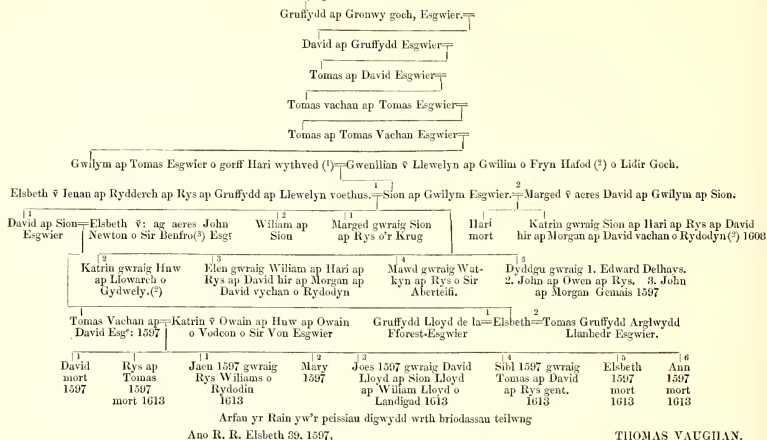 Gruffydd ap Gronwy goch, Esgwier.
David ap Gruffydd Esgwier
Tomas ap David Esgwier
Tomas vachan ap Tomas Esgwier
Tomas ap Tomas Vachan Esgwier
Gwilym ap Tomas Esgwier o gorff Hari wythved (1) Gwenllian v̄ Llewelyn ap Gwilim o Fryn Hafod (2) o Lidir Goch.
1 2
Elsbeth v̄ Ienan ap Rydderch ap Rys ap Gruffydd ap Llewelyn voethus. Sion ap Gwilym Esgwier. Marged v̄ aeres David ap Gwilym ap Sion.
1 2 1
David ap Sion Elsbeth v̄: ag aeres John Wiliam ap Marged gwraig Sion Hari Katrin gwraig Sion ap Hari ap Rys ap David
Esgwier Newton o Sir Benfro(3) Esgr Sion ap Rys o'r Krug mort hir ap Morgan ap David vachan o Rydodyn(2) 1608
2 3 4 5
Katrin gwraig Huw Elen gwraig Wiliam ap Hari ap Mawd gwraig Wat- Dyddgu gwraig 1. Edward Delhays.
ap Llowarch o Rys ap David hir ap Morgan ap kyn ap Rys o Sir 2. John ap Owen ap Rys. 3. John
Gydwely.(2) David vychan o Rydodyn Aberteifi. ap Morgan Gemais 1597
1 2
Tomas Vachan ap Katrin v̄ Owain ap Huw ap Owain Gruffydd Lloyd de la Elsbeth Tomas Gruffydd Arglwydd
David Esgr: 1597 o Vodcon o Sir Von Esgwier Fforest Esgwier Llanhedr Esgwier.
1 1 1 2 3 4 5 6
David Rys ap Jaen 1597 gwraig Mary Joes 1597 gwraig David Sibl 1597 gwraig Elsbeth Ann
mort Tomas Rys Wiliams o 1597 Lloyd ap Sion Lloyd Tomas ap David 1597 1597
1597 1597 Rydodin ap Wiliam Lloyd o ap Rys gent. mort mort
mort 1613 1613 Landigad 1613 1613 1613 1613
Arfau yr Rain yw'r peissiau digwydd wrth briodassau teilwng
Ano R. R. Elsbeth 39, 1597, THOMAS VAUGHAN.